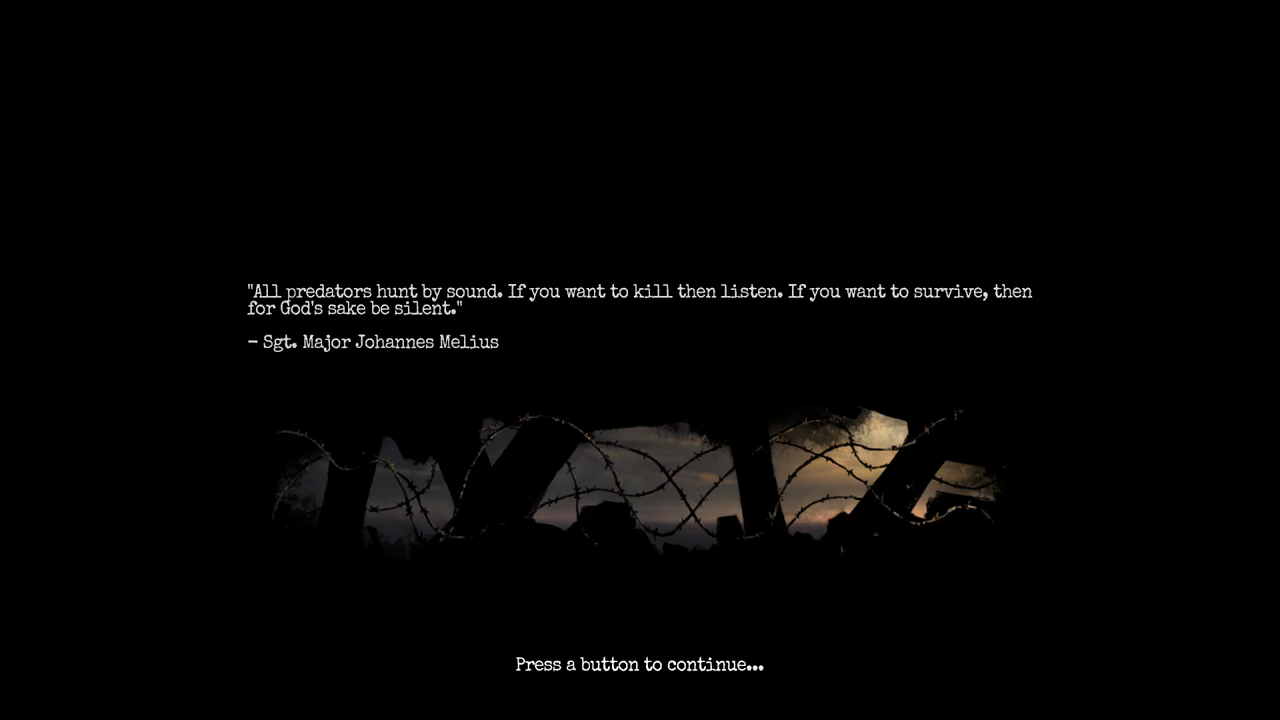 "All predators hunt by sound. If you want to kill then listen. If you want to survive, then
for God's sake be silent."
- Sgt. Major Johannes Melius
Press a button to continue...